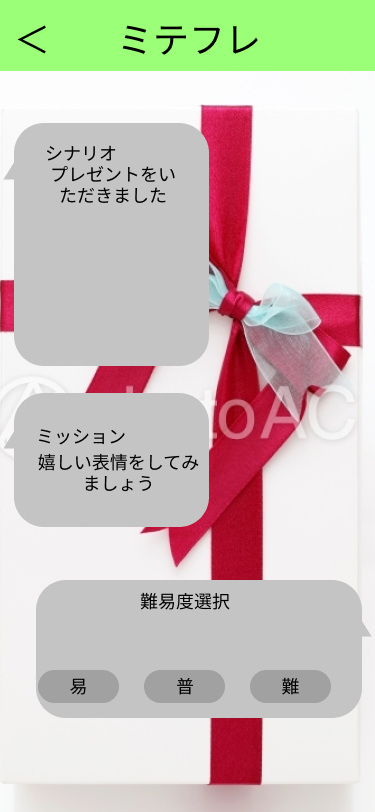 ＜ ミテフレ
シナリオ
プレゼントをい
ただきました
ミッション
嬉しい表情をしてみ
ましょう
難易度選択
易 普 難